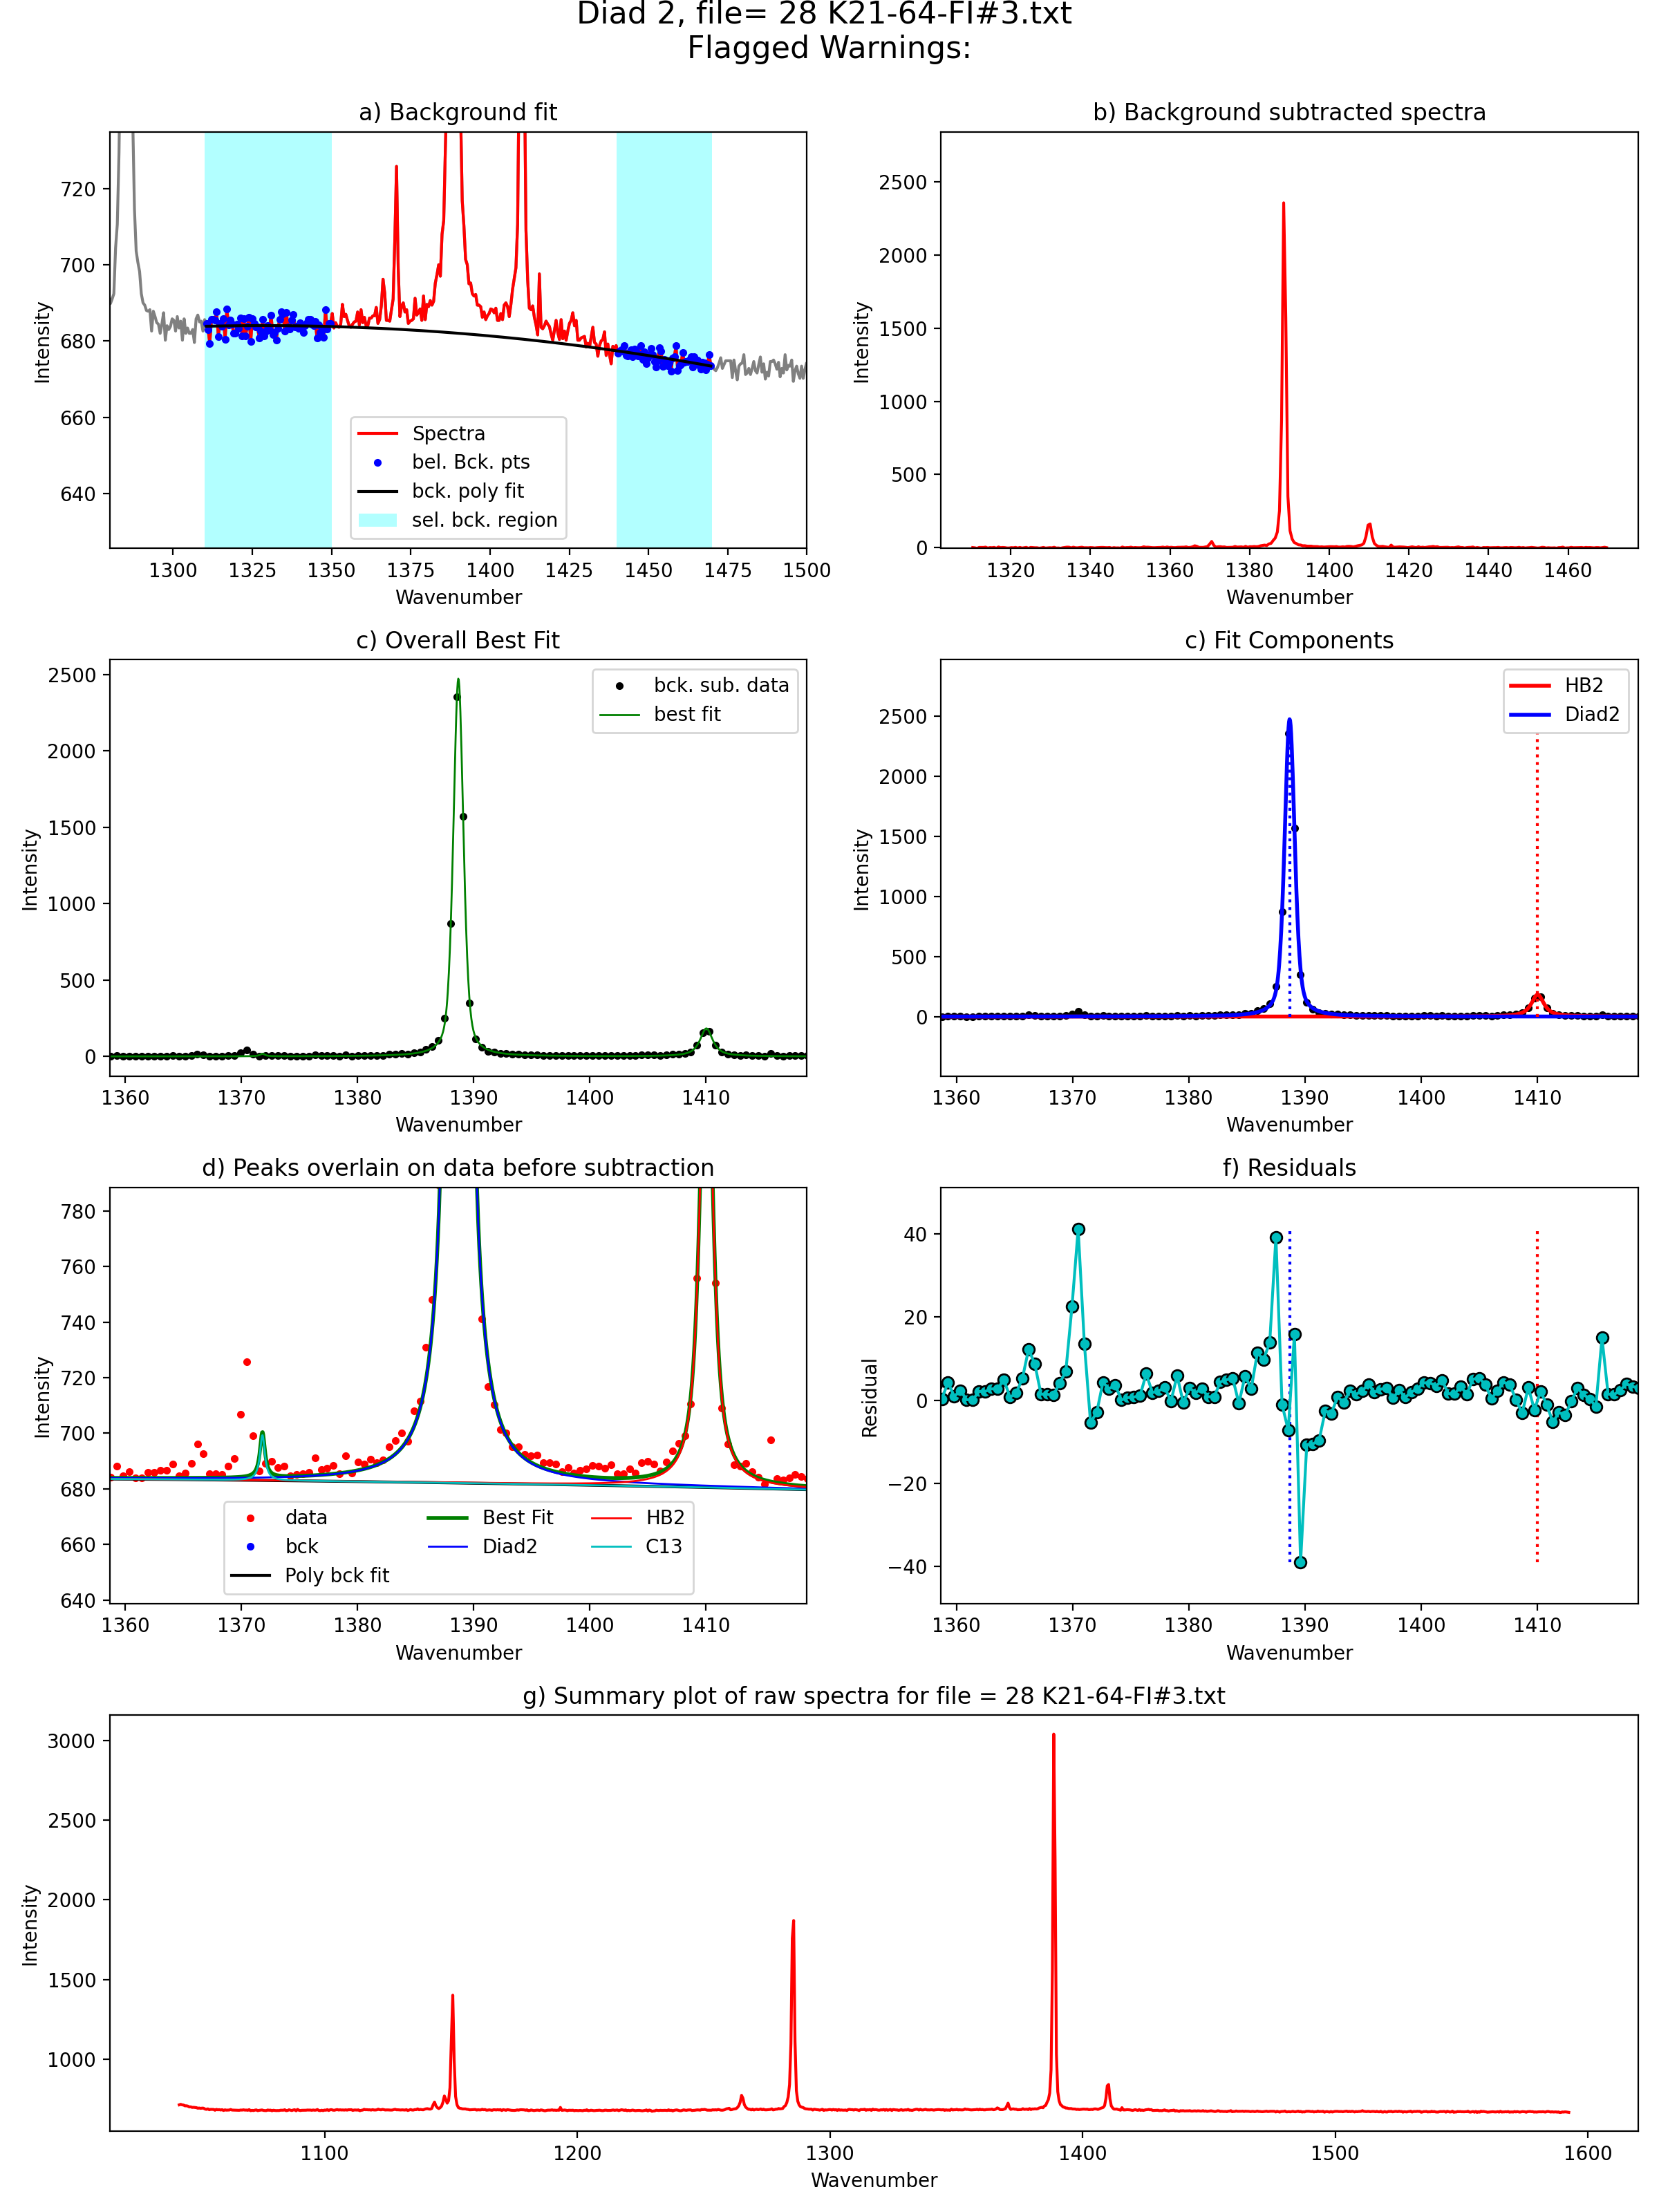 Diad 2, file= 28 K21-64-FI#3.txt
Flagged Warnings:
a) Background fit
720
700
680
660
640
Intensity
Spectra
bel. Bck. pts
bck. poly fit
sel. bck. region
1300 1325 1350 1375 1400 1425 1450 1475 1500
Wavenumber
b) Background subtracted spectra
2500
2000
1500
1000
500
0
Intensity
1320 1340 1360 1380 1400 1420 1440 1460
Wavenumber
c) Overall Best Fit
2500
2000
1500
1000
500
0
Intensity
bck. sub. data
best fit
1360 1370 1380 1390 1400 1410
Wavenumber
c) Fit Components
2500
2000
1500
1000
500
0
Intensity
HB2
Diad2
1360 1370 1380 1390 1400 1410
Wavenumber
d) Peaks overlain on data before subtraction
780
760
740
720
700
680
660
640
Intensity
data
bck
Poly bck fit
Best Fit
Diad2
HB2
C13
1360 1370 1380 1390 1400 1410
Wavenumber
f) Residuals
40
20
0
−20
−40
Residual
1360 1370 1380 1390 1400 1410
Wavenumber
g) Summary plot of raw spectra for file = 28 K21-64-FI#3.txt
3000
2500
2000
1500
1000
Intensity
1100 1200 1300 1400 1500 1600
Wavenumber